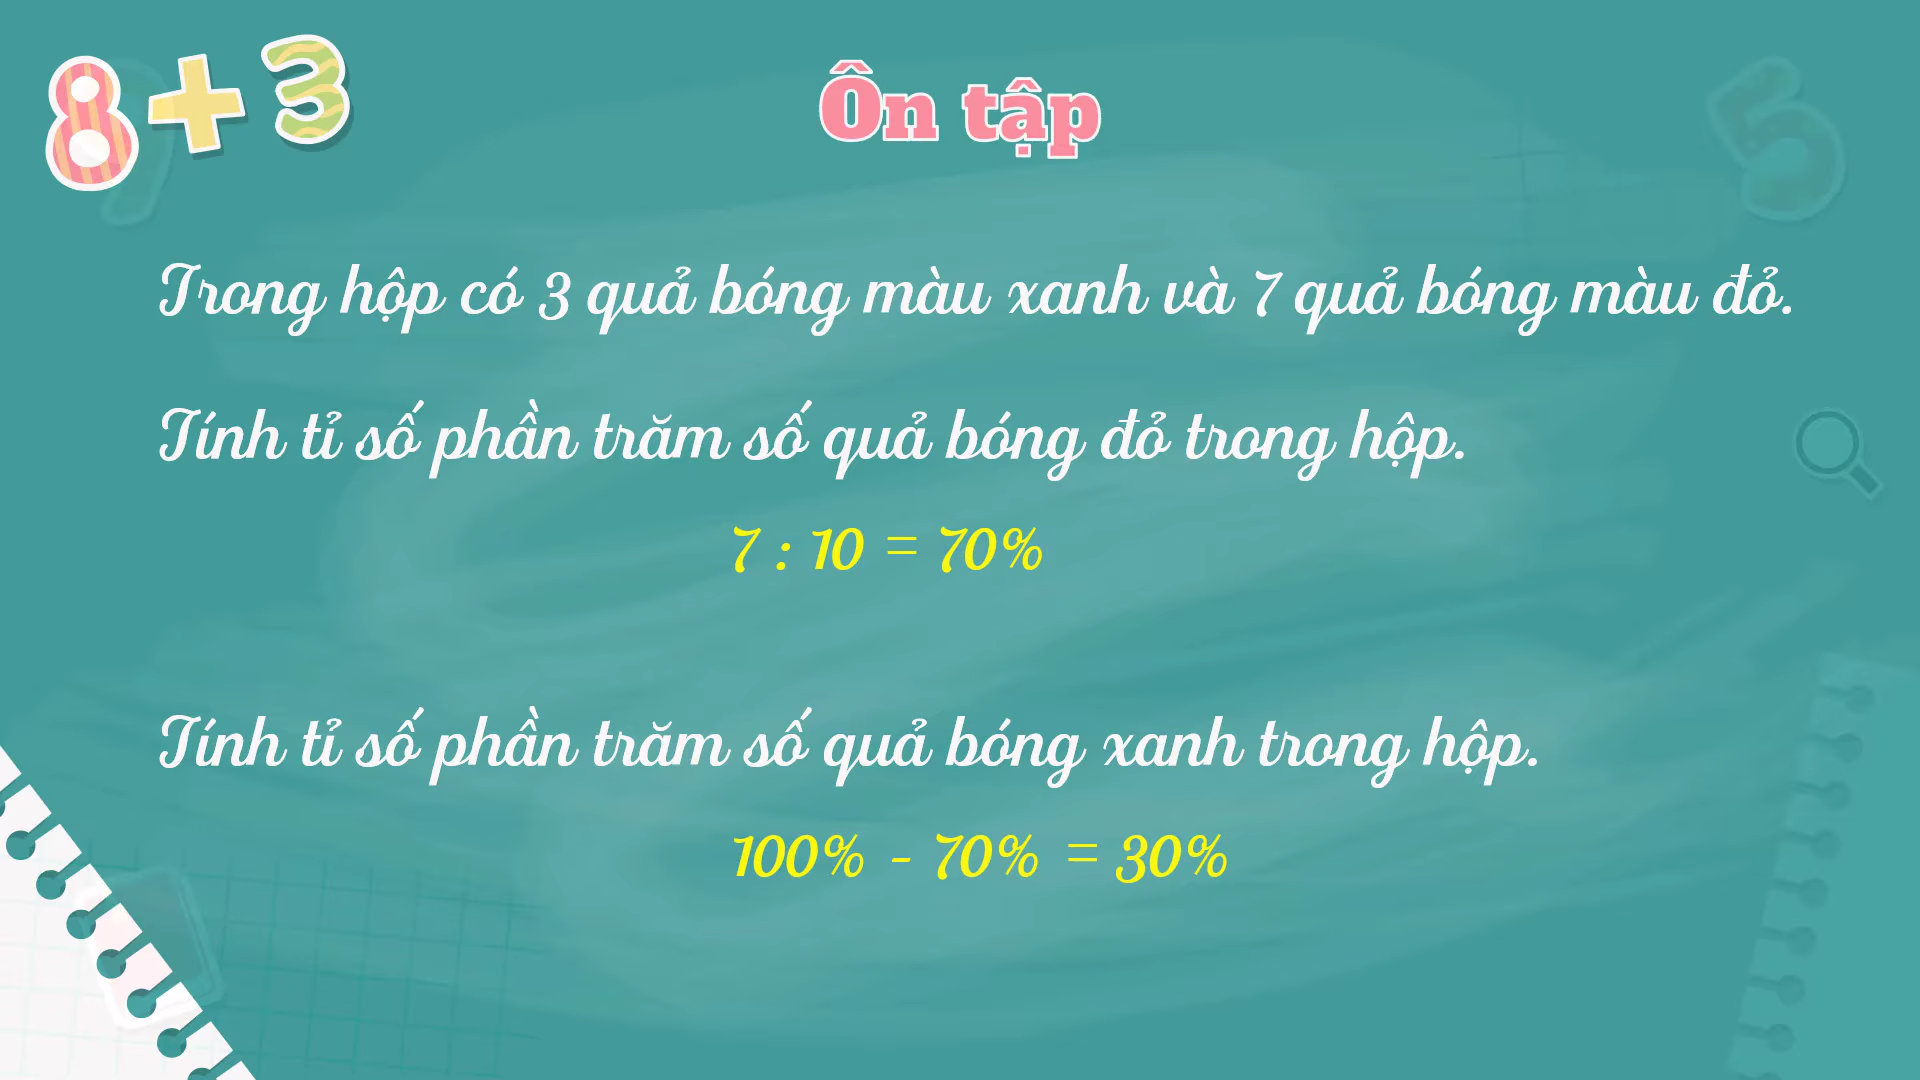 8+3
Ôn tập
Trong hộp có 3 quả bóng màu xanh và 7 quả bóng màu đỏ.
Tính tỉ số phần trăm số quả bóng đỏ trong hộp.
7 : 10 = 70%
Tính tỉ số phần trăm số quả bóng xanh trong hộp.
100% - 70% = 30%